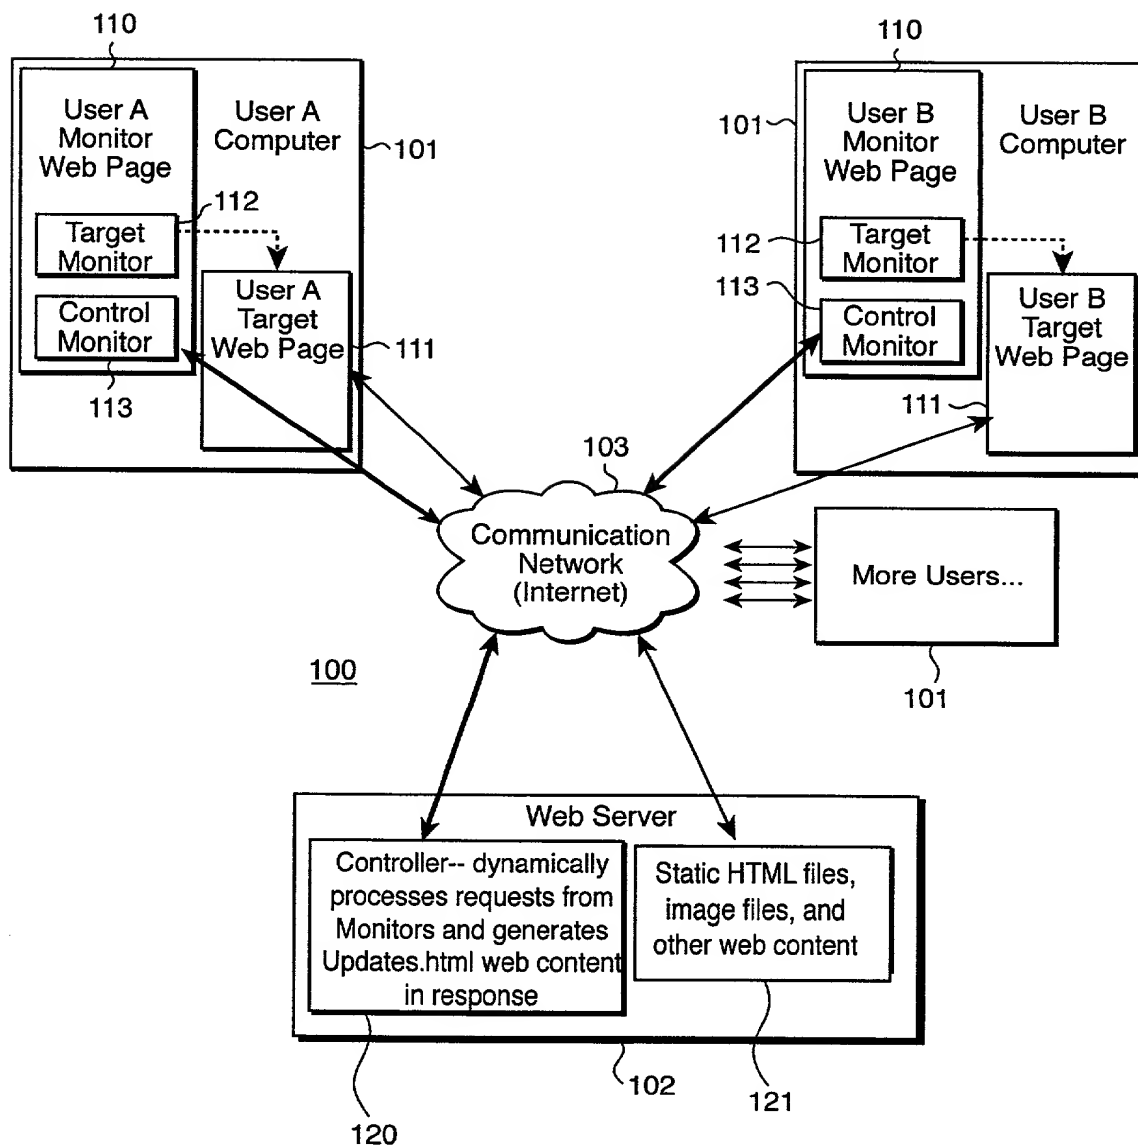 110
User A
Monitor
Web Page
User A
Computer
101
112
Target
Monitor
Control
Monitor
113
User A
Target
Web Page
111
110
101
User B
Monitor
Web Page
User B
Computer
112
Target
Monitor
113
Control
Monitor
User B
Target
Web Page
111
103
Communication
Network
(Internet)
More Users...
101
100
Web Server
Controller-- dynamically
processes requests from
Monitors and generates
Updates.html web content
in response
Static HTML files,
image files, and
other web content
120
102
121